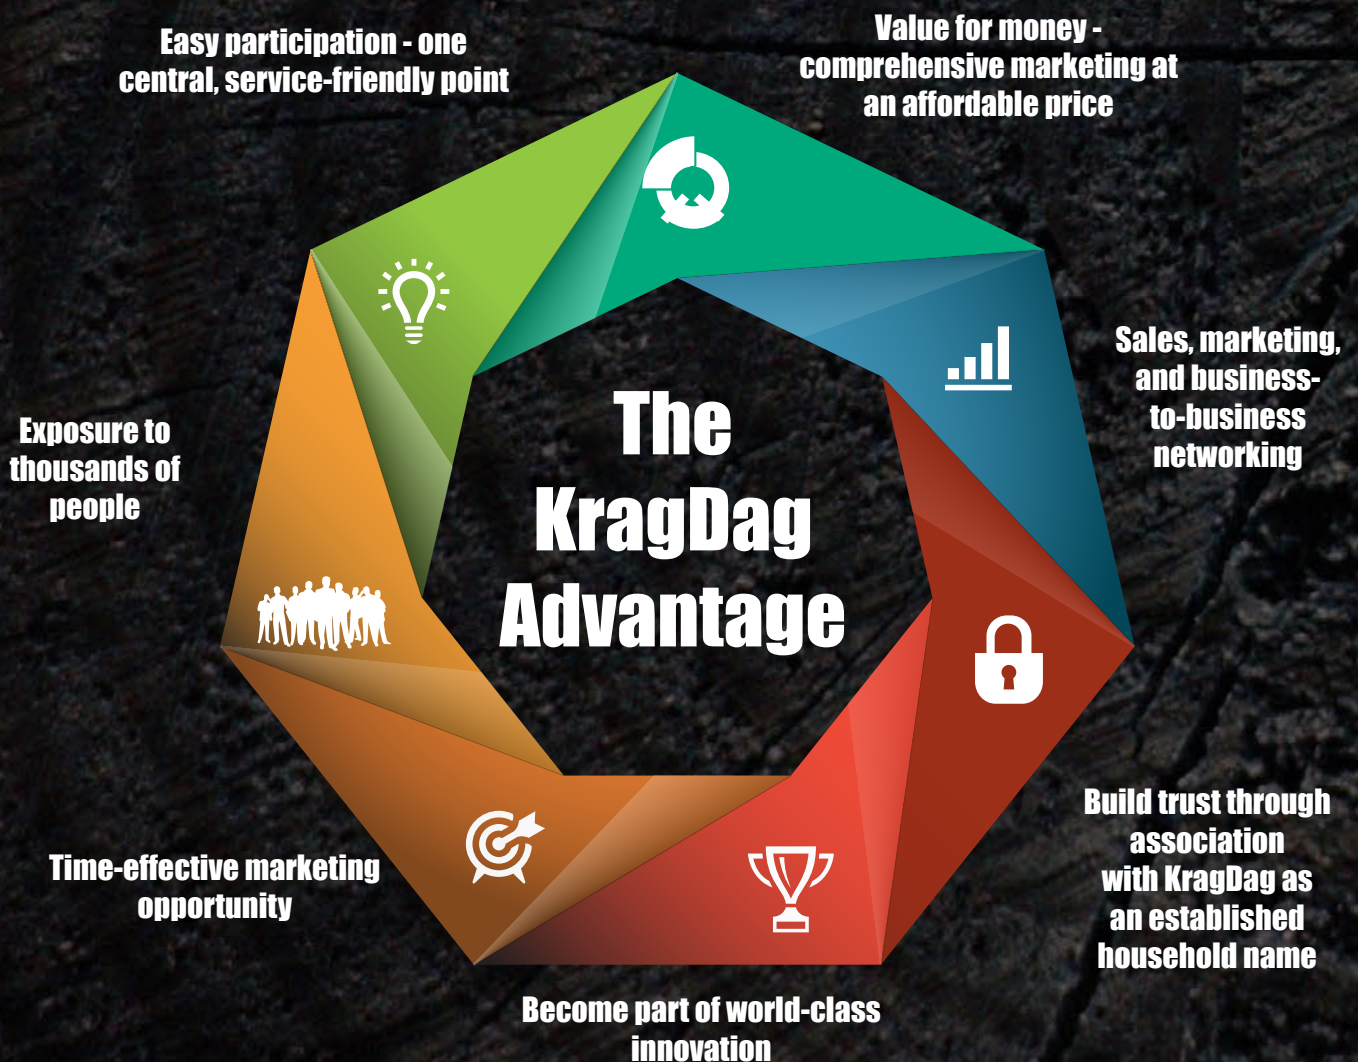 Easy participation - one
central, service-friendly point
Value for money -
comprehensive marketing at
an affordable price
Sales, marketing,
and business-
to-business
networking
Exposure to
thousands of
people
The
KragDag
Advantage
Build trust through
association
with KragDag as
an established
household name
Time-effective marketing
opportunity
Become part of world-class
innovation